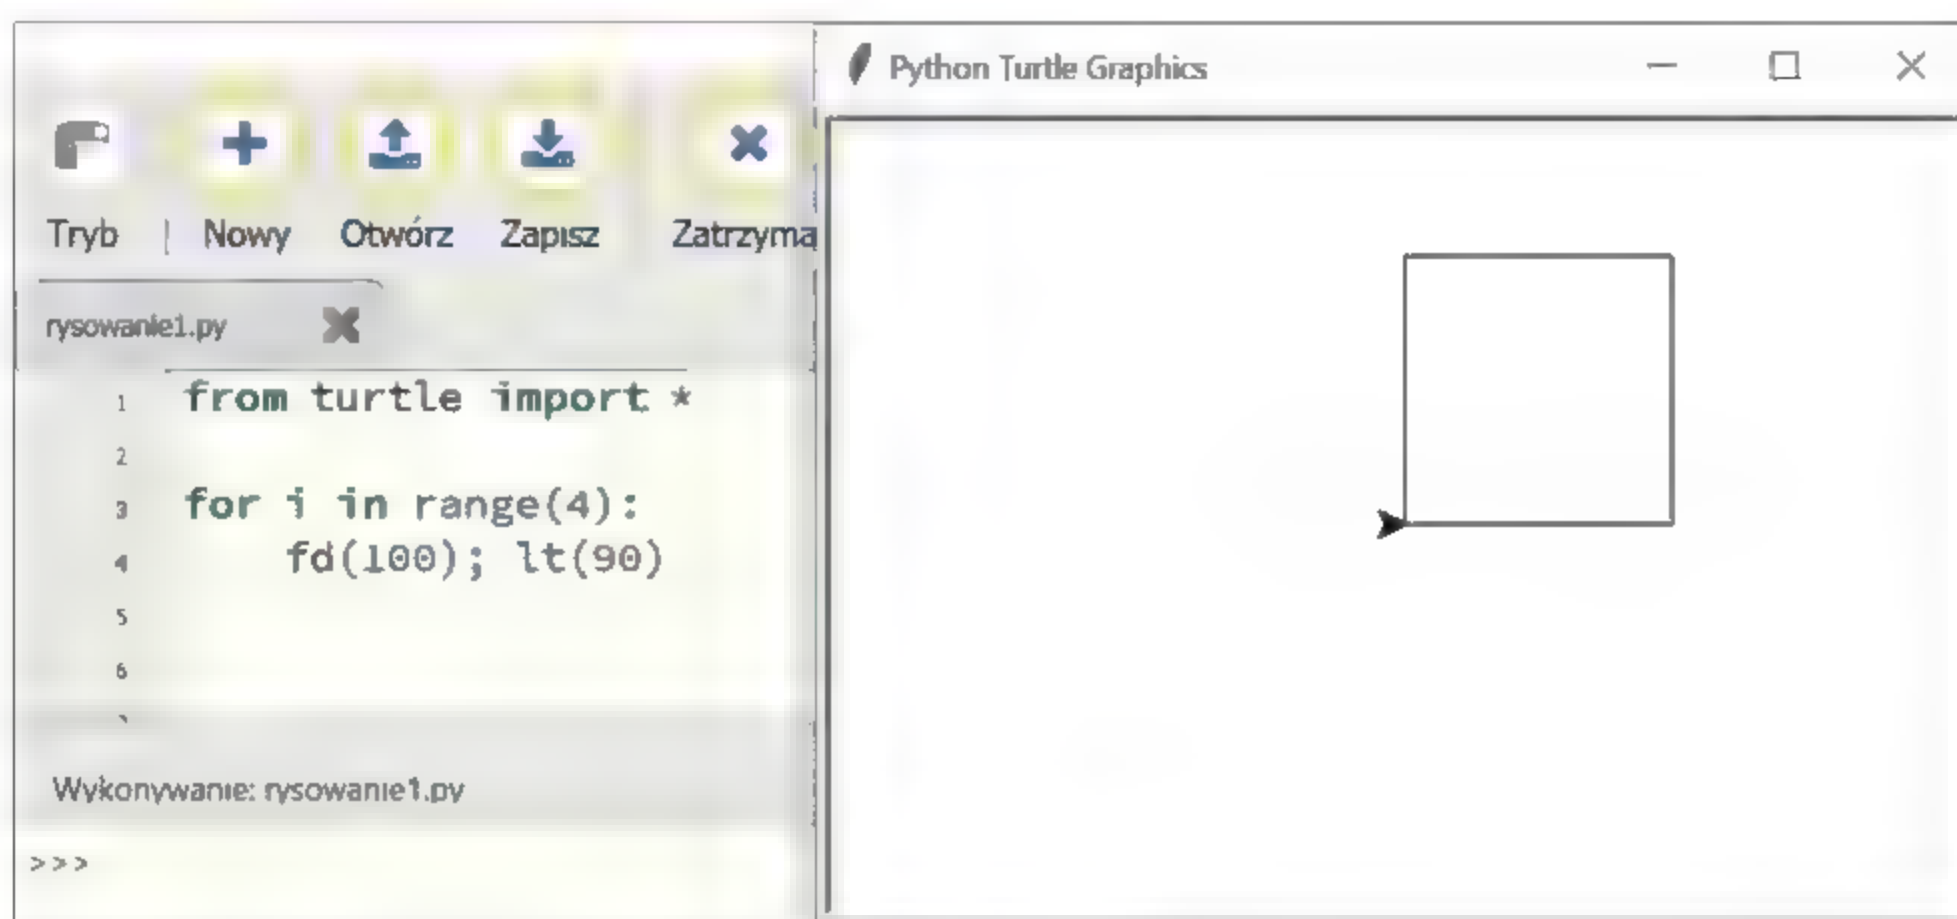 Python Turtle Graphics
Tryb | Nowy Otwórz Zapisz Zatrzyma
rysowanie1.py
1 from turtle import *
2
3 for i in range(4):
4     fd(100); lt(90)
5
6
Wykonywanie: rysowanie1.py
>>>